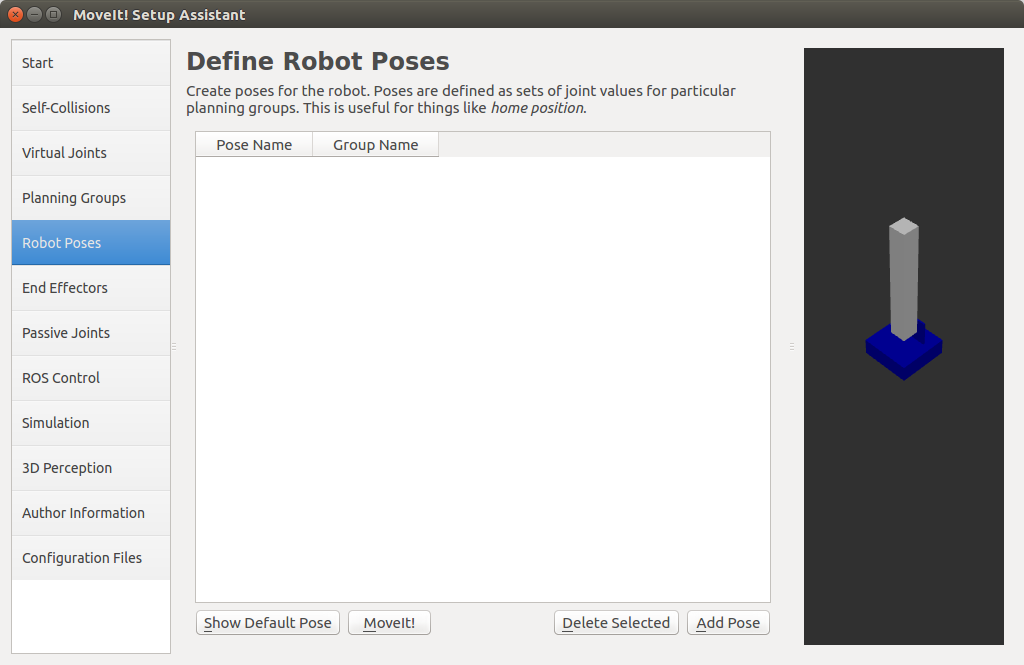 MoveIt! Setup Assistant
Start
Self-Collisions
Virtual Joints
Planning Groups
Robot Poses
End Effectors
Passive Joints
ROS Control
Simulation
3D Perception
Author Information
Configuration Files
Define Robot Poses
Create poses for the robot. Poses are defined as sets of joint values for particular
planning groups. This is useful for things like home position.
Pose Name Group Name
Show Default Pose MoveIt! Delete Selected Add Pose